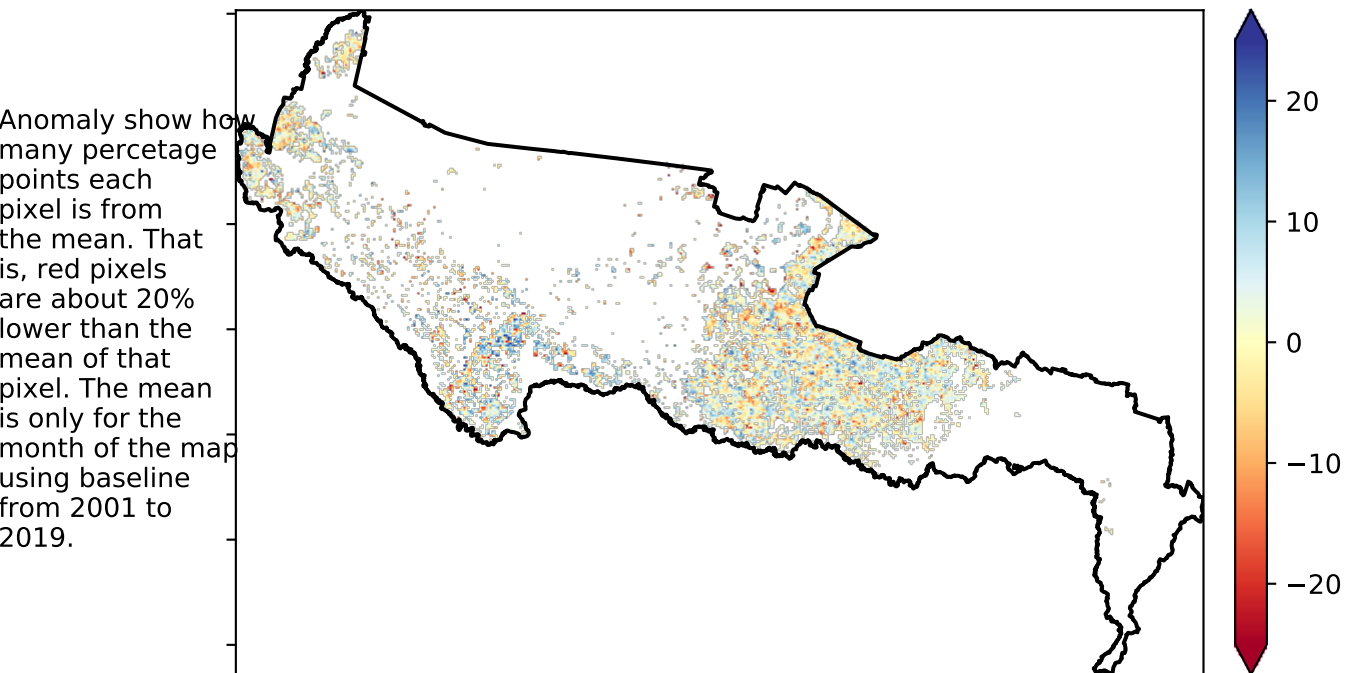 Anomaly show how
many percetage
points each
pixel is from
the mean. That
is, red pixels
are about 20%
lower than the
mean of that
pixel. The mean
is only for the
month of the map
using baseline
from 2001 to
2019.
20
10
0
−10
−20